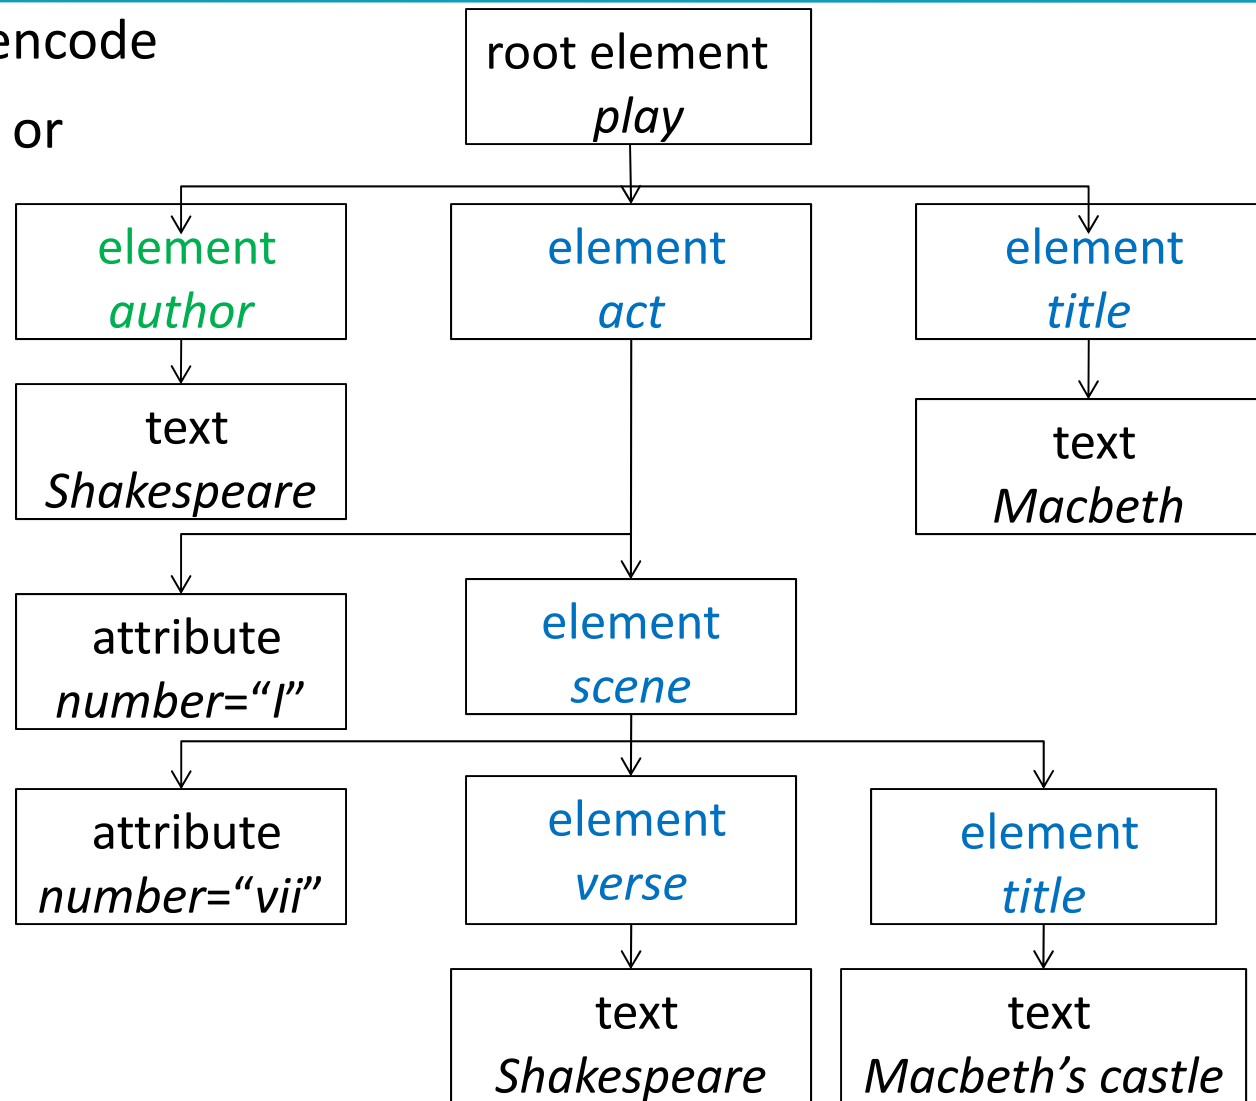 encode
or
root element
play
element
author
element
act
element
title
text
Shakespeare
text
Macbeth
attribute
number=“I”
element
scene
attribute
number=“vii”
element
verse
element
title
text
Shakespeare
text
Macbeth’s castle